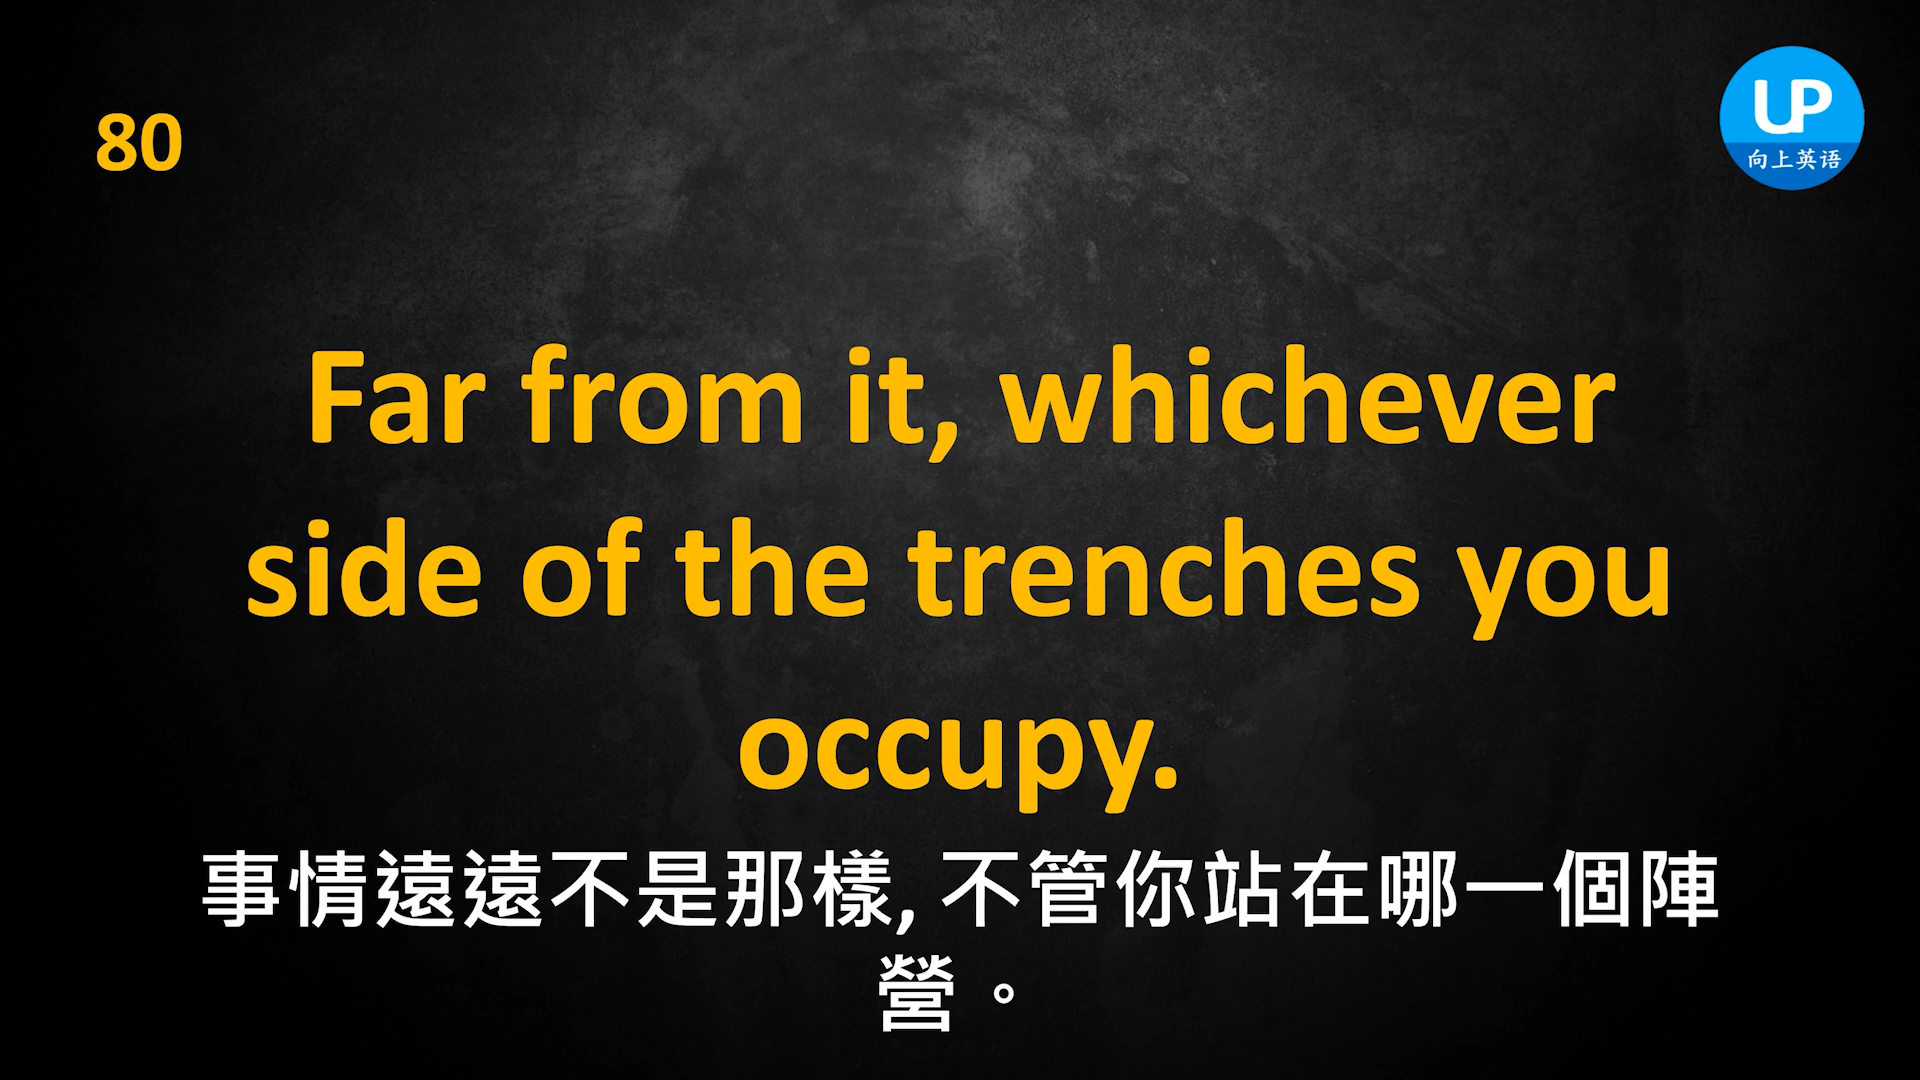 80
UP
向上英语
Far from it, whichever
side of the trenches you
occupy.
事情遠遠不是那樣, 不管你站在哪一個陣
營。